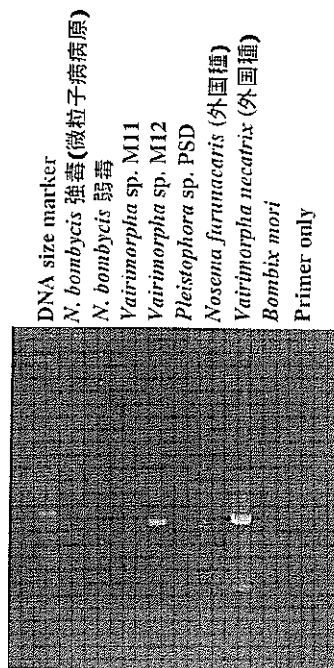 DNA size marker
N. bombycis 強毒(微粒子病病原)
N. bombycis 弱毒
Vairimorpha sp. M11
Vairimorpha sp. M12
Pleistophora sp. PSD
Nosema furunacaris (外国種)
Vairimorpha necatrix (外国種)
Bombix mori
Primer only